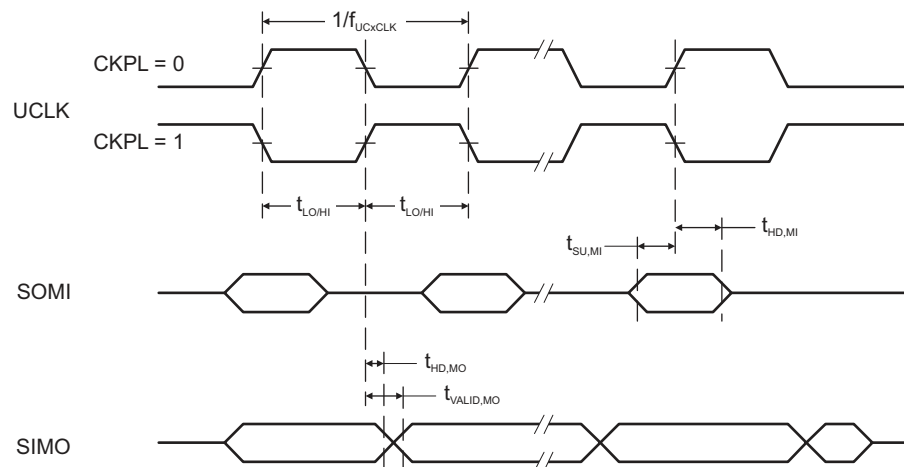 1/fUCxCLK
CKPL = 0
UCLK
CKPL = 1
tLO/HI
tLO/HI
tSU,MI
tHD,MI
SOMI
tHD,MO
tVALID,MO
SIMO